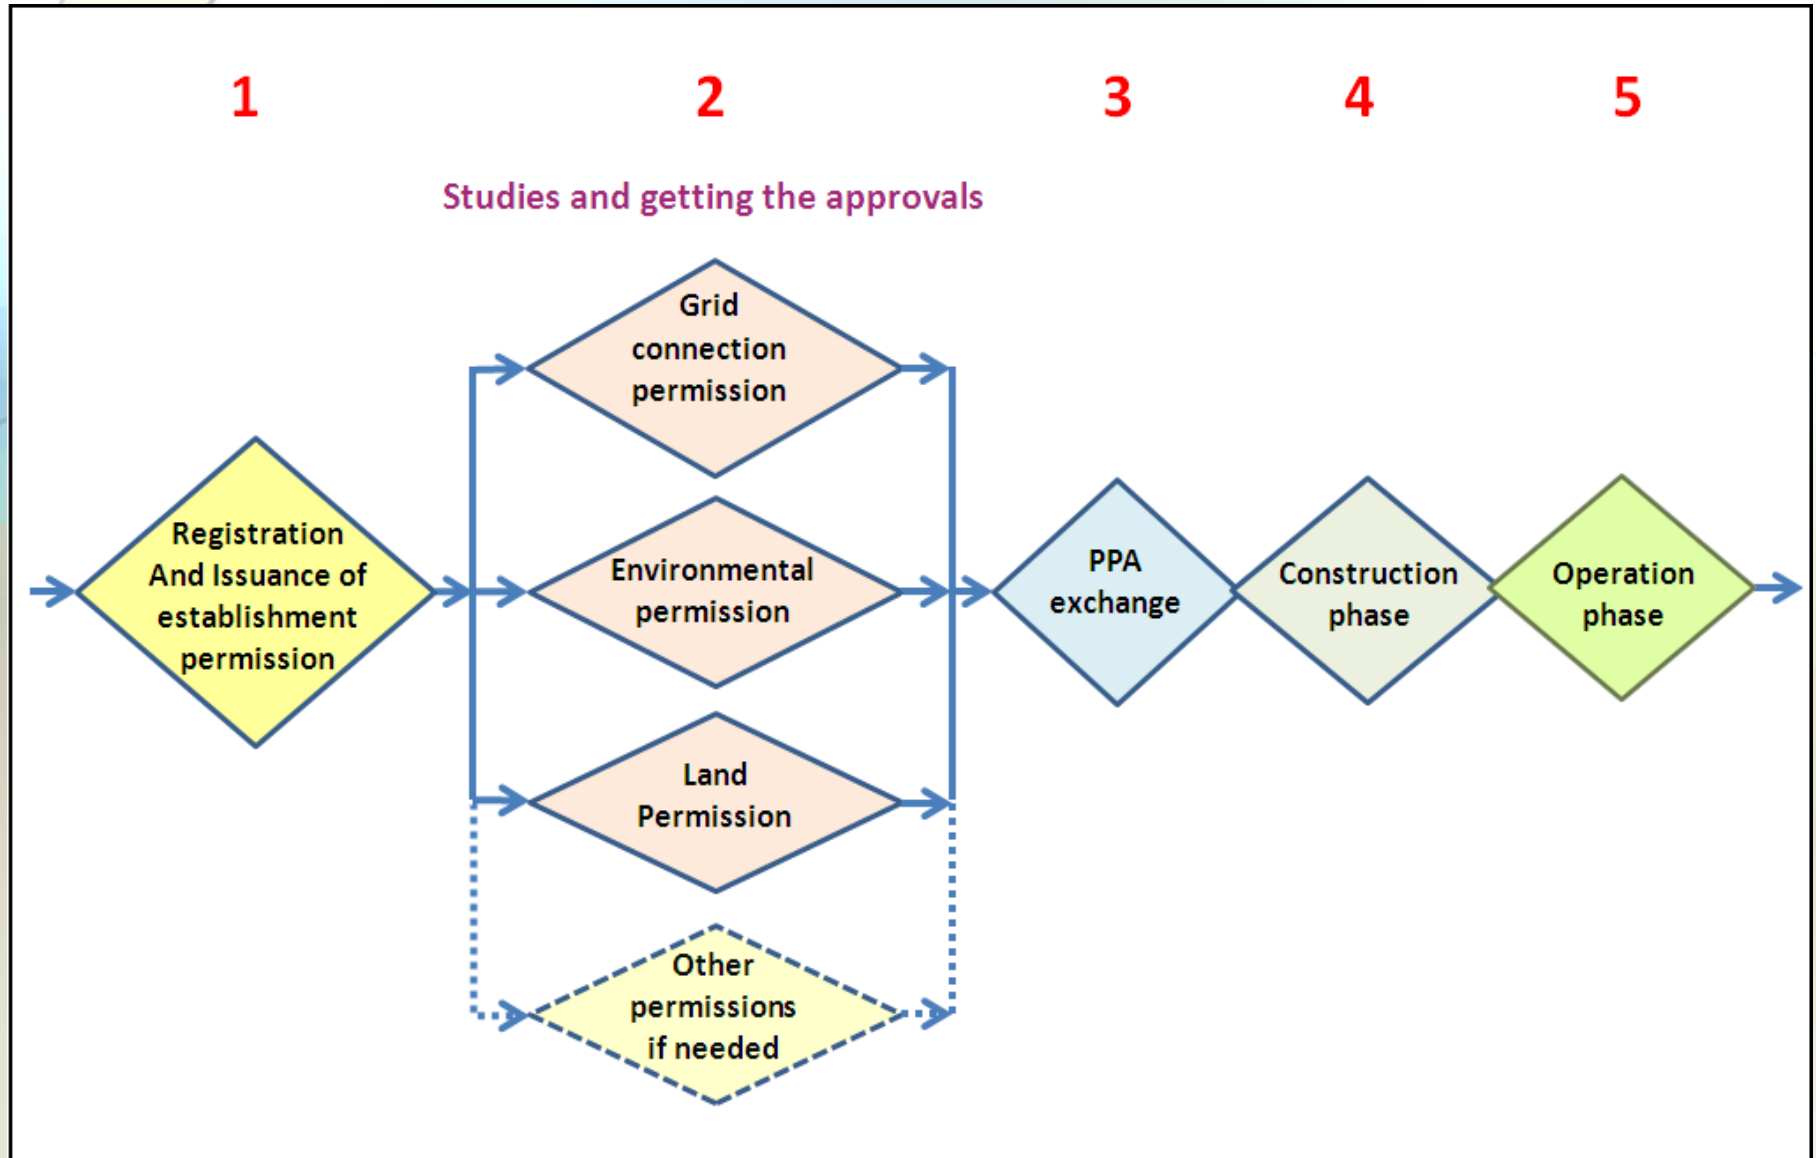 1
2
3
4
5
Studies and getting the approvals
Registration
And Issuance of
establishment
permission
Grid
connection
permission
Environmental
permission
Land
Permission
Other
permissions
if needed
PPA
exchange
Construction
phase
Operation
phase